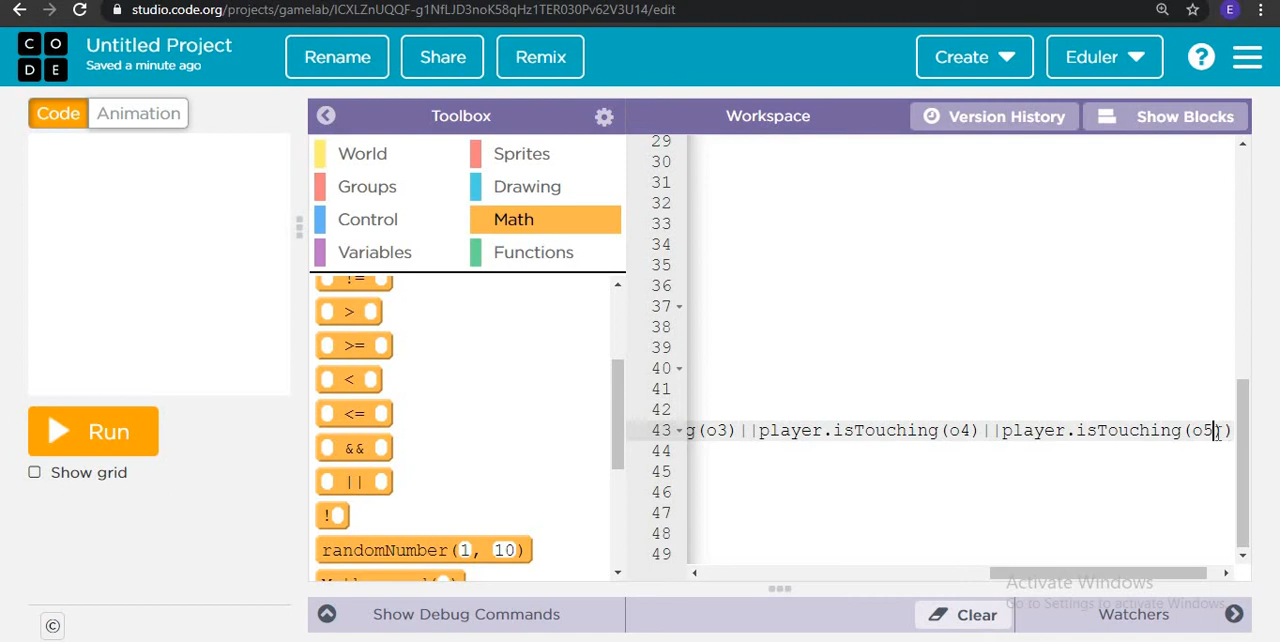 studio.code.org/projects/gamelab/ICXLZnUQQF-g1NfLJD3noK58qHz1TER030Pv62V3U14/edit
E
C O D E
Untitled Project
Saved a minute ago
Rename
Share
Remix
Create
Eduler
?
Code
Animation
Toolbox
Workspace
Version History
Show Blocks
World
Sprites
Groups
Drawing
Control
Math
Variables
Functions
!=
>
>=
<
<=
&&
||
!
randomNumber(1, 10)
29
30
31
32
33
34
35
36
37
38
39
40
41
42
43 g(o3)||player.isTouching(o4)||player.isTouching(o5))
44
45
46
47
48
49
Run
Show grid
©
Show Debug Commands
Clear
Watchers
Activate Windows
Go to Settings to activate Windows.